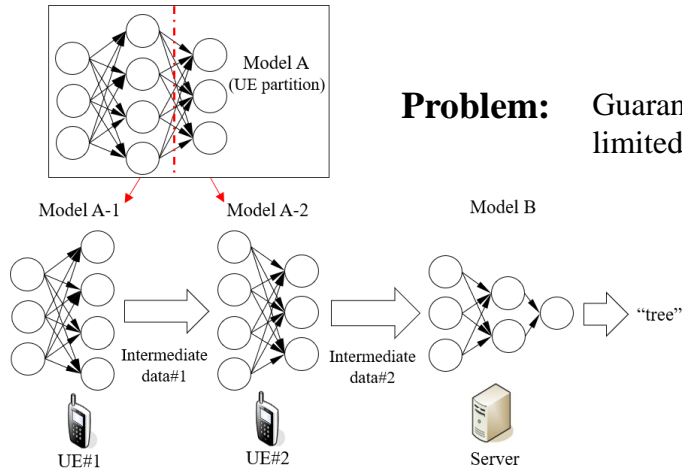 Model A
(UE partition)
Problem:
limited
Model A-1
Model A-2
Model B
"tree"
Intermediate
data#1
Intermediate
data#2
UE#1
UE#2
Server